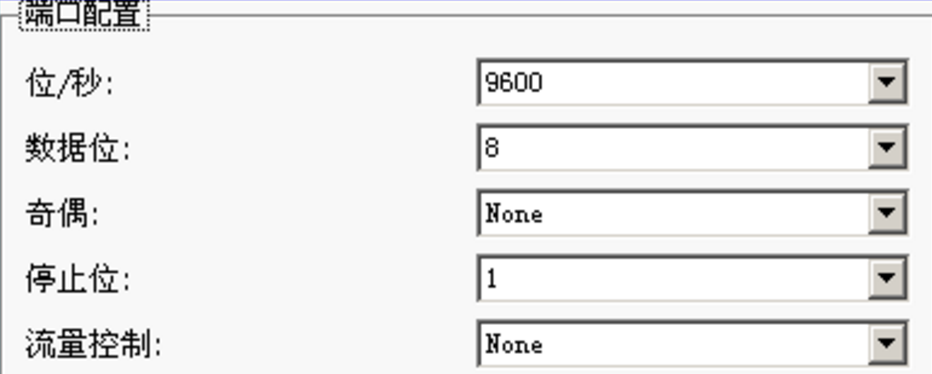 端口配置
位/秒: 9600
数据位: 8
奇偶: None
停止位: 1
流量控制: None